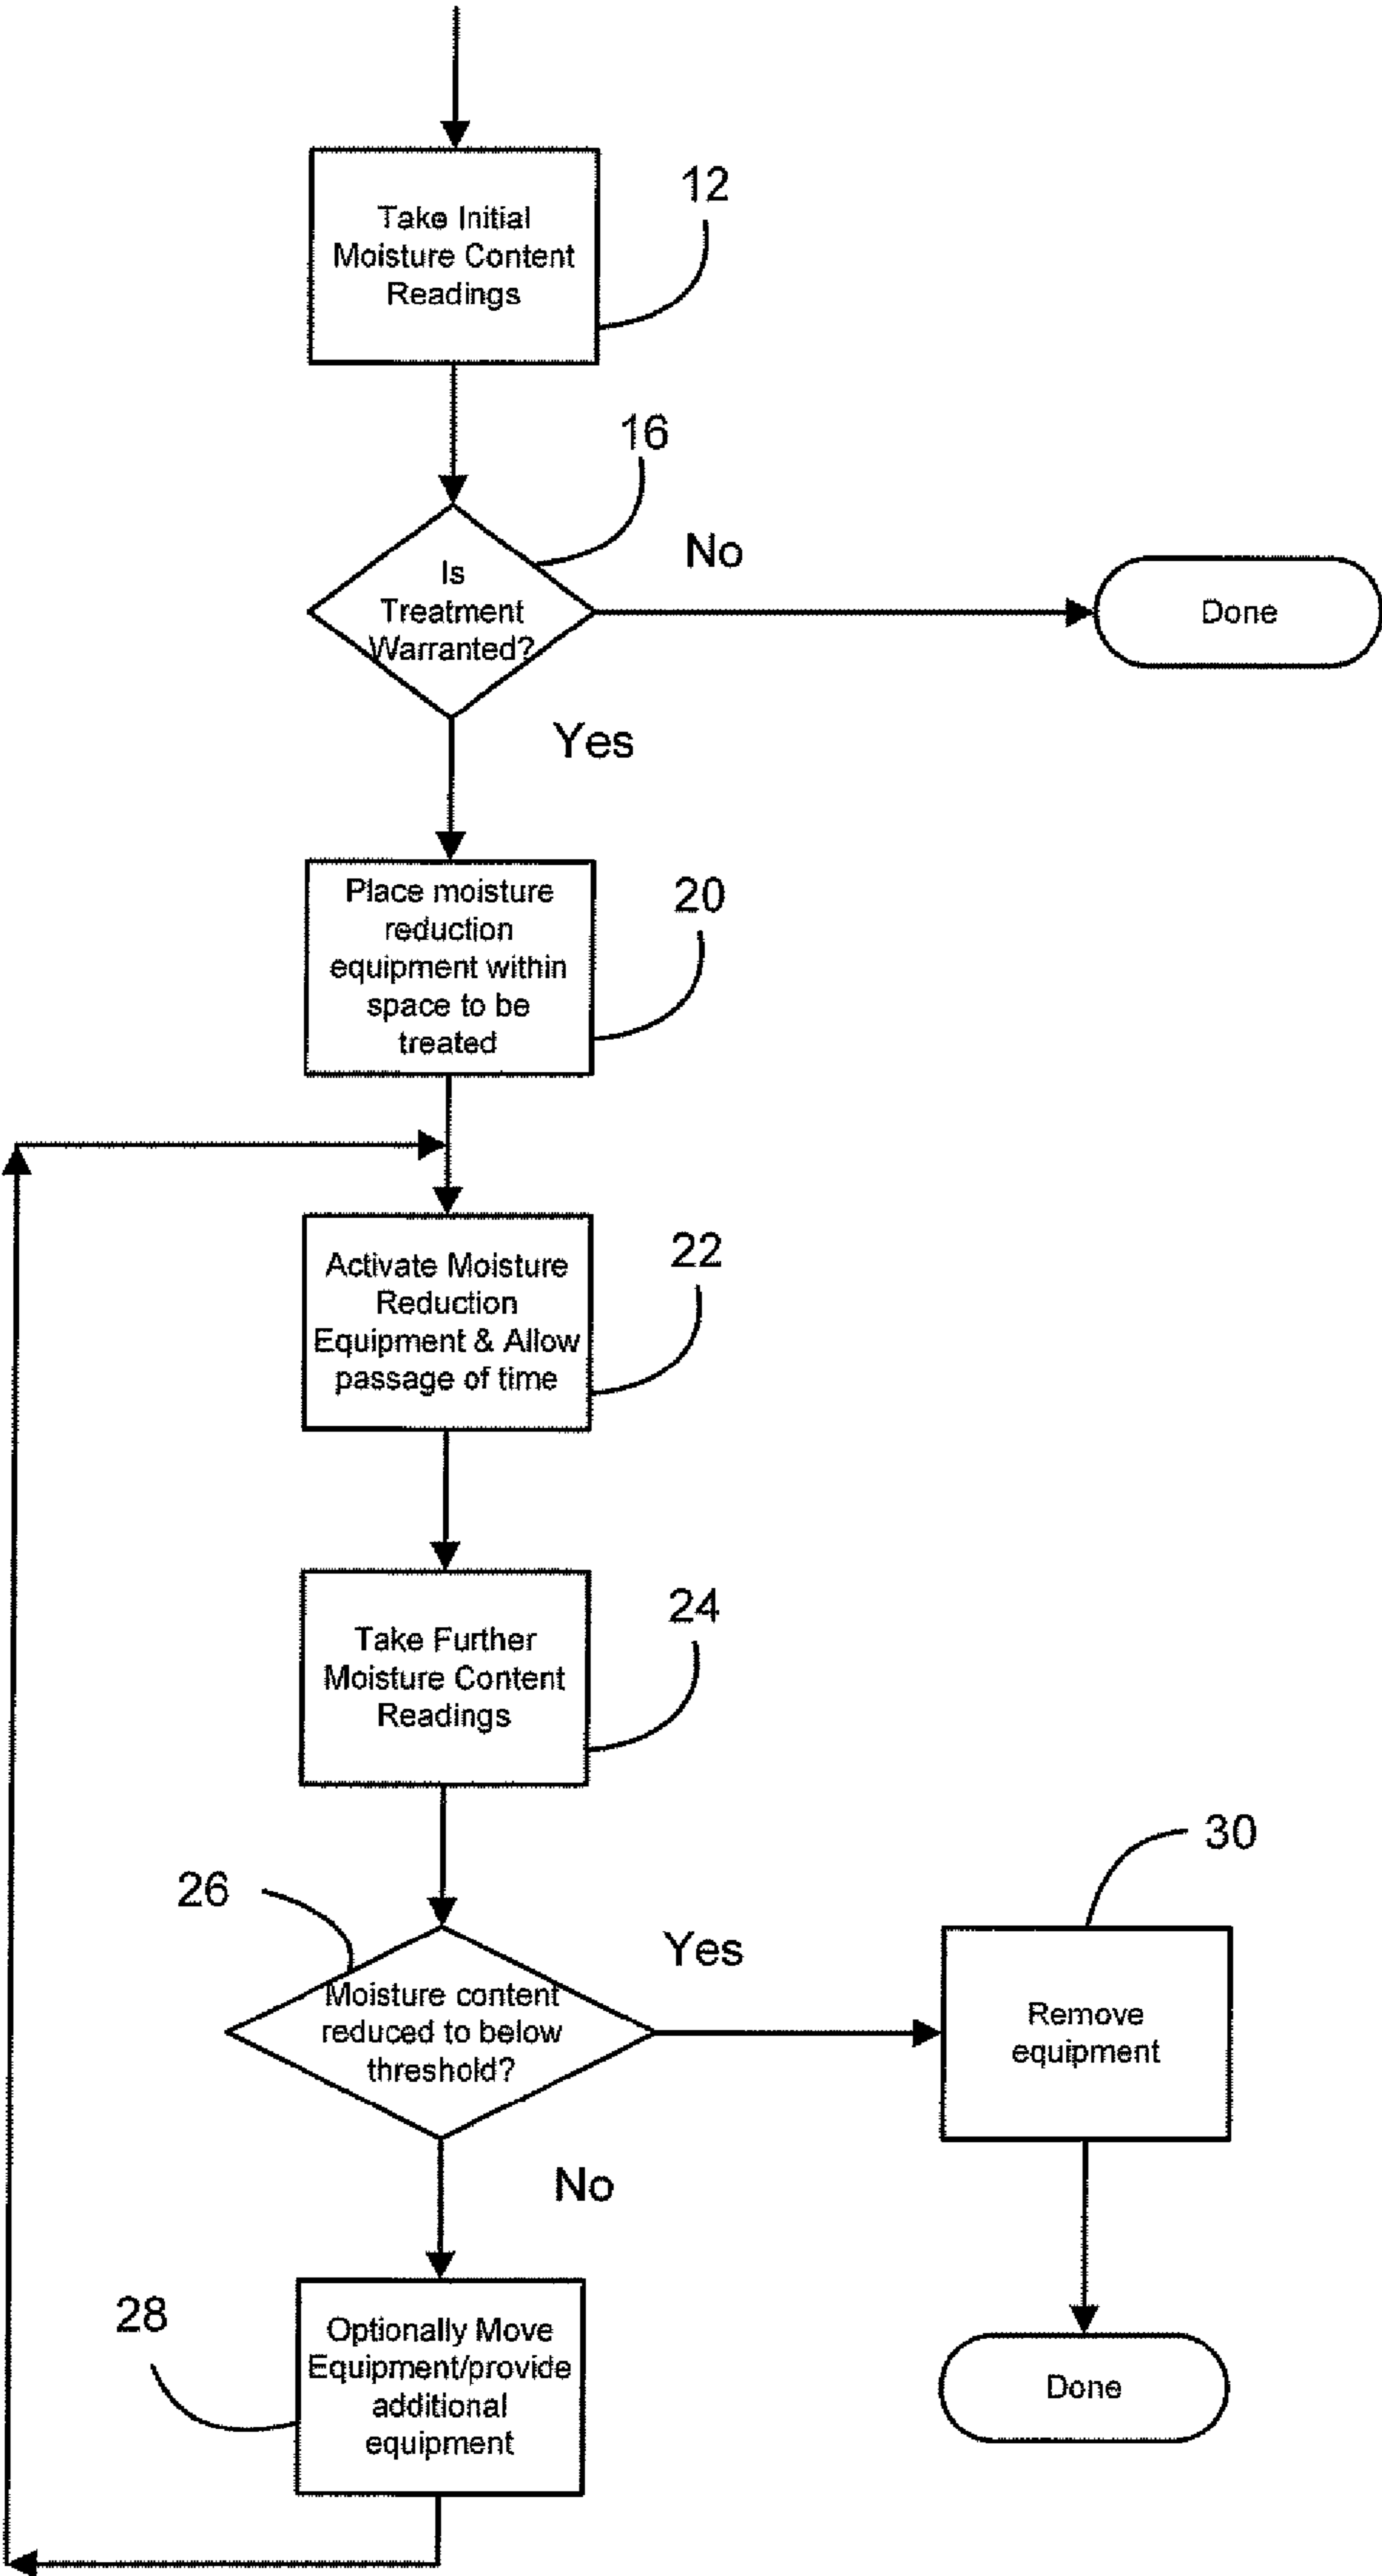 12
Take Initial
Moisture Content
Readings
16
No
Is
Treatment
Warranted?
Done
Yes
20
Place moisture
reduction
equipment within
space to be
treated
22
Activate Moisture
Reduction
Equipment & Allow
passage of time
24
Take Further
Moisture Content
Readings
30
26
Yes
Moisture content
reduced to below
threshold?
Remove
equipment
No
28
Optionally Move
Equipment/provide
additional
equipment
Done